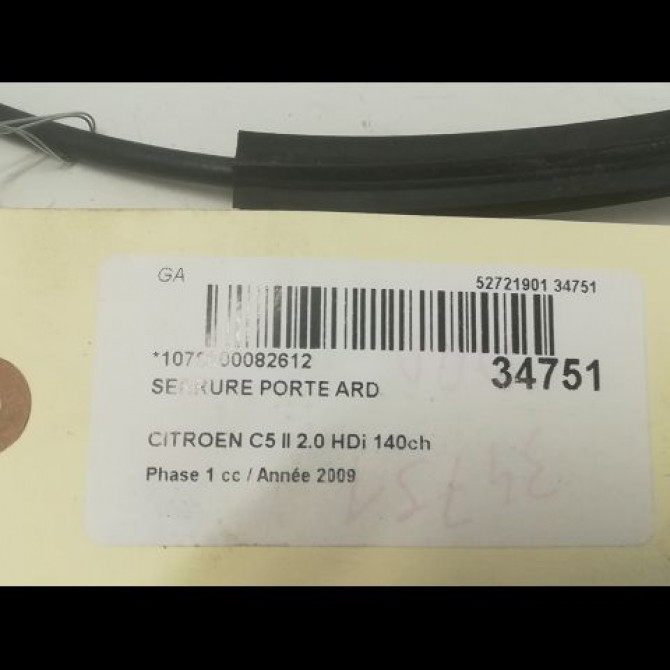 GA
52721901 34751
34751
SERRURE PORTE ARD
CITROEN C5 II 2.0 HDi 140ch
Phase 1 cc / Année 2009
34751